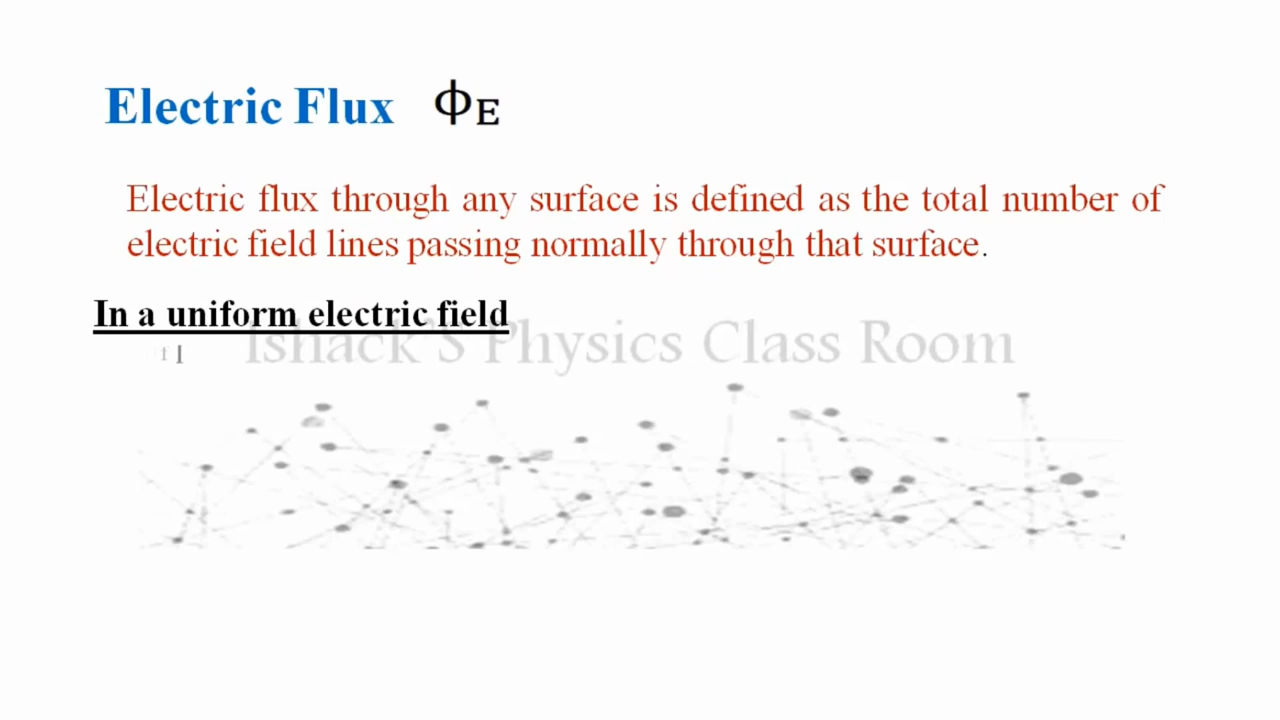 Electric Flux ϕE
Electric flux through any surface is defined as the total number of
electric field lines passing normally through that surface.
In a uniform electric field
Ishack'S Physics Class Room